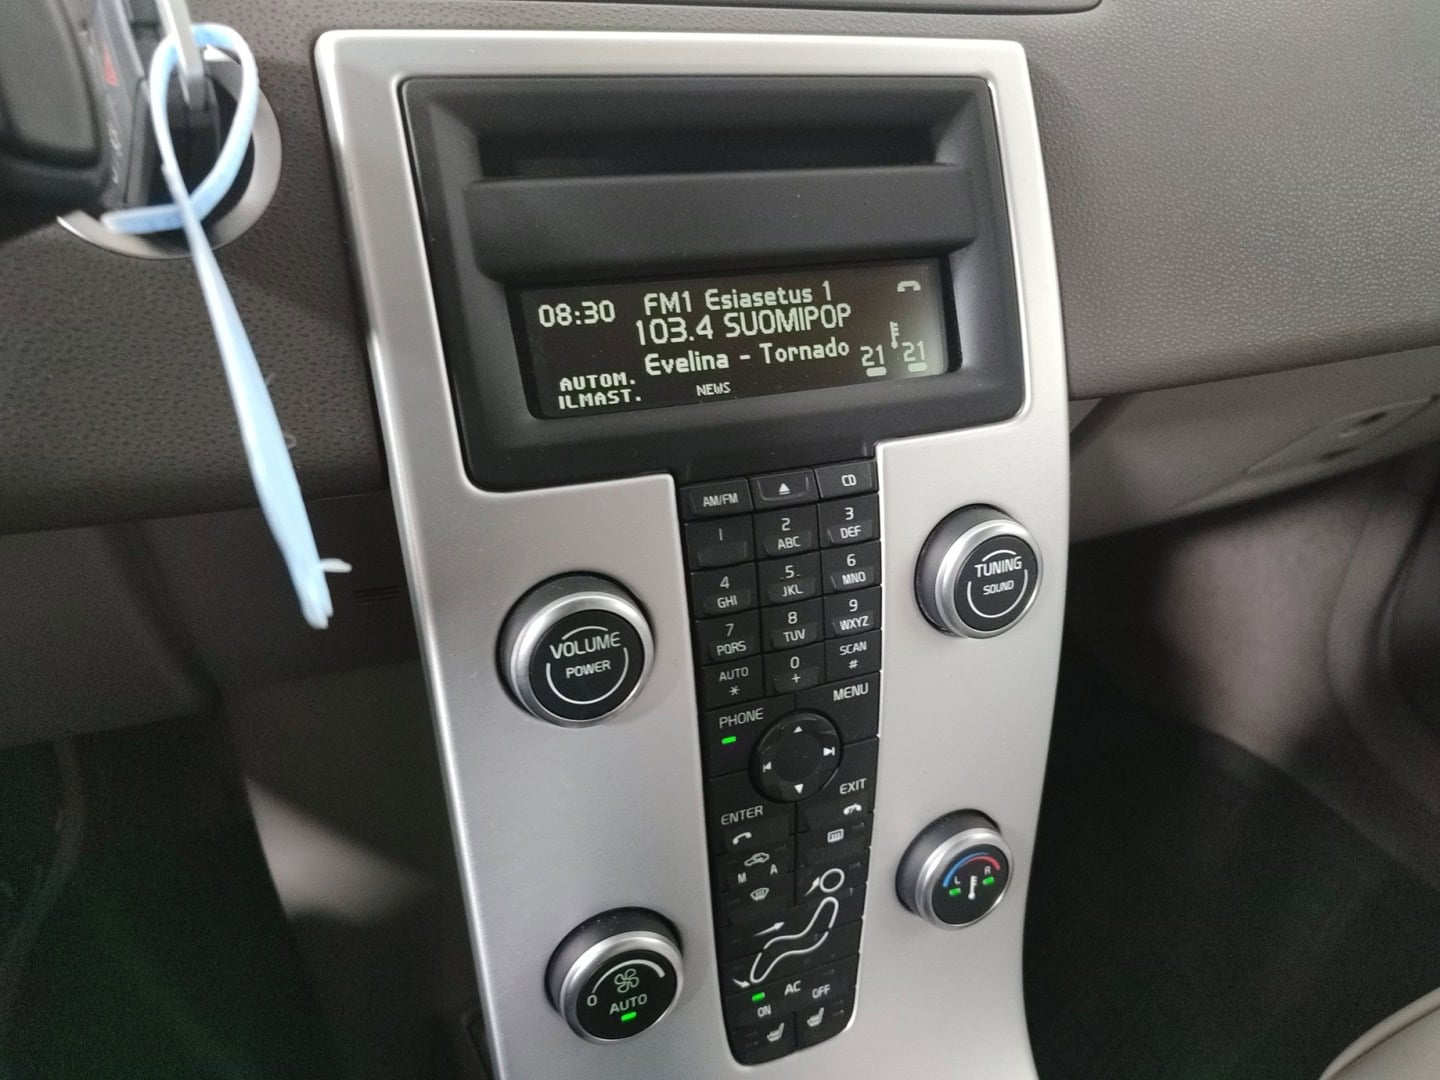 08:30 FM1 Esiasetus 1
103.4 SUOMIPOP
Evelina - Tornado
21 21
AUTOM.
ILMAST.
NEWS
AM/FM CD
1 2 ABC 3 DEF
4 GHI 5 JKL 6 MNO
7 PQRS 8 TUV 9 WXYZ
AUTO * 0 + SCAN #
PHONE MENU
ENTER EXIT
M A
ON AC OFF
VOLUME
POWER
TUNING
SOUND
0 AUTO
L R